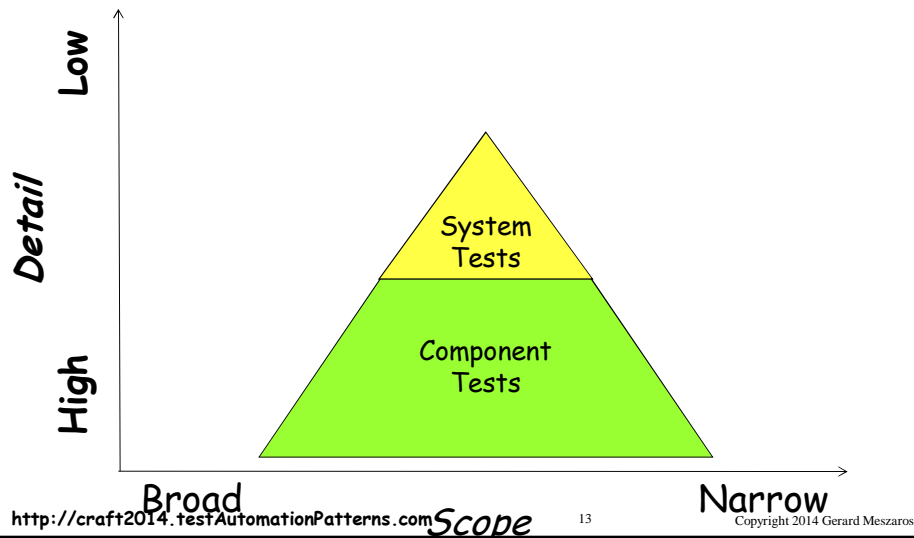 Low
Detail
High
System
Tests
Component
Tests
Broad
Narrow
http://craft2014.testAutomationPatterns.com
Scope
13
Copyright 2014 Gerard Meszaros